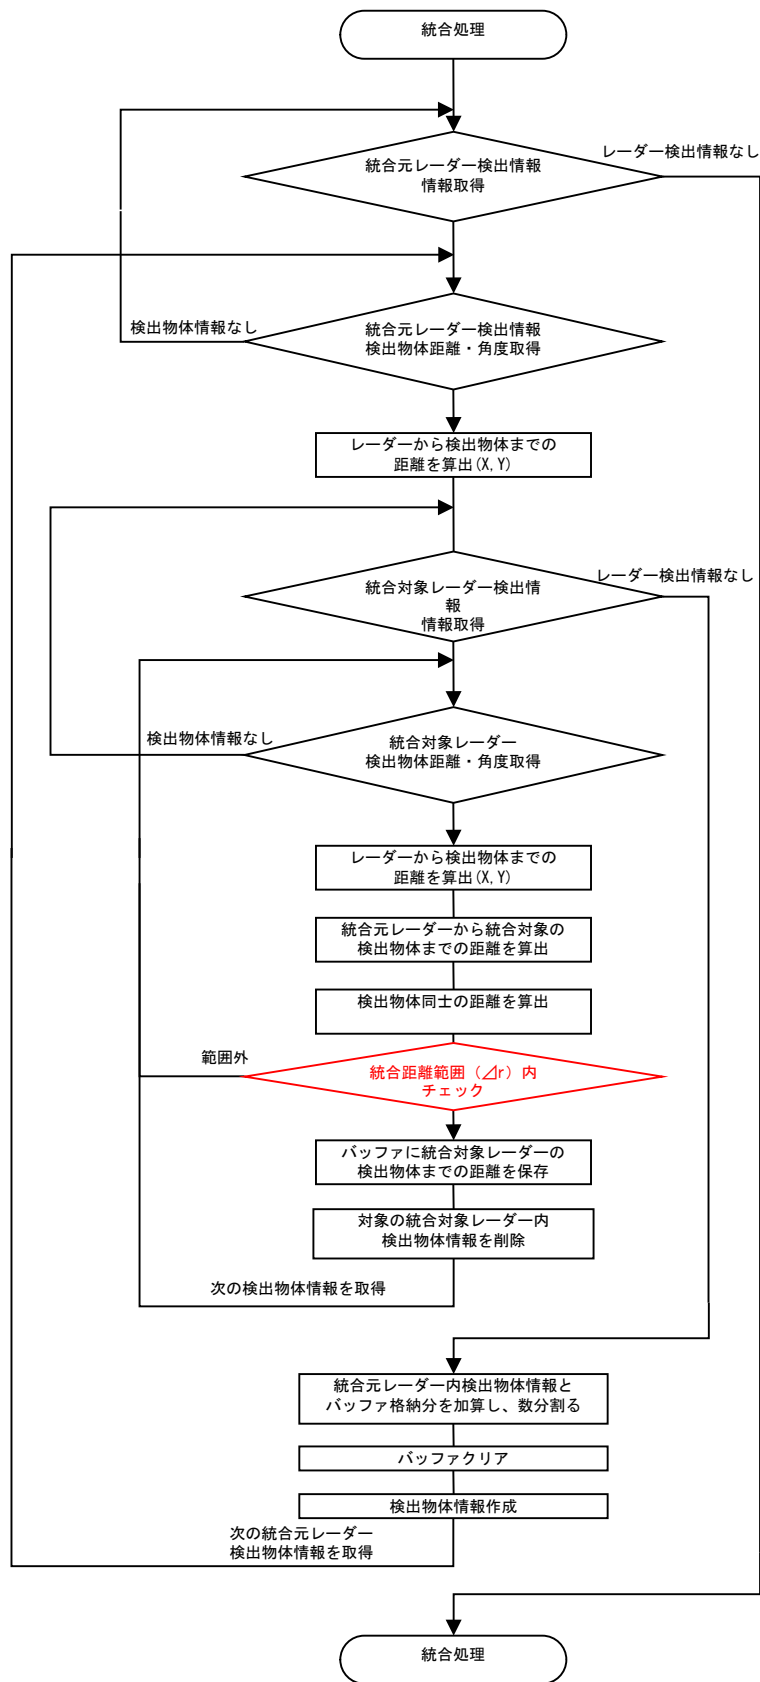 統合処理
レーダー検出情報なし
統合元レーダー検出情報
情報取得
検出物体情報なし
統合元レーダー検出情報
検出物体距離・角度取得
レーダーから検出物体までの
距離を算出(X,Y)
レーダー検出情報なし
統合対象レーダー検出情
報
情報取得
検出物体情報なし
統合対象レーダー
検出物体距離・角度取得
レーダーから検出物体までの
距離を算出(X,Y)
統合元レーダーから統合対象の
検出物体までの距離を算出
検出物体同士の距離を算出
範囲外
統合距離範囲（⊿r）内
チェック
バッファに統合対象レーダーの
検出物体までの距離を保存
対象の統合対象レーダー内
検出物体情報を削除
次の検出物体情報を取得
統合元レーダー内検出物体情報と
バッファ格納分を加算し、数分割る
バッファクリア
検出物体情報作成
次の統合元レーダー
検出物体情報を取得
統合処理